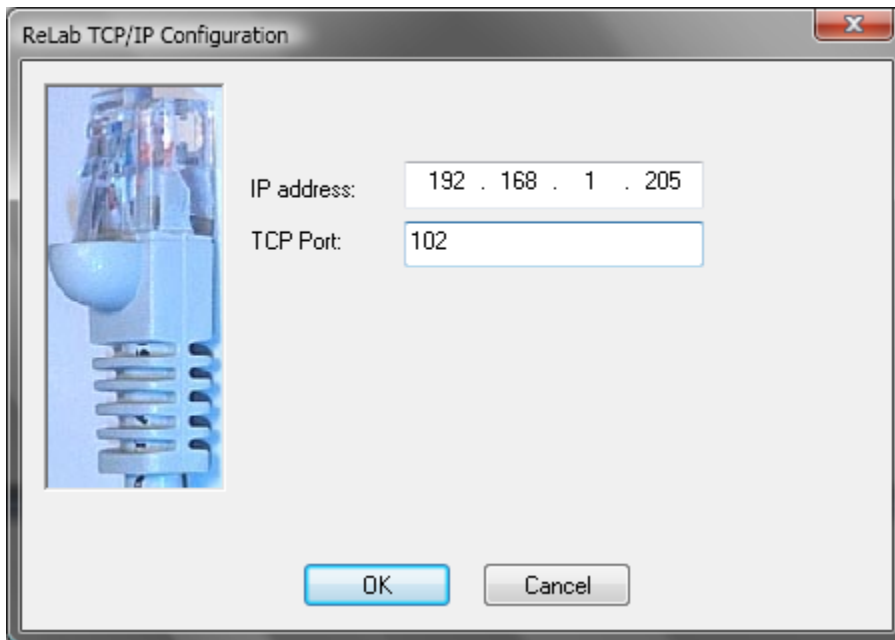 ReLab TCP/IP Configuration
IP address: 192 . 168 . 1 . 205
TCP Port: 102
OK Cancel